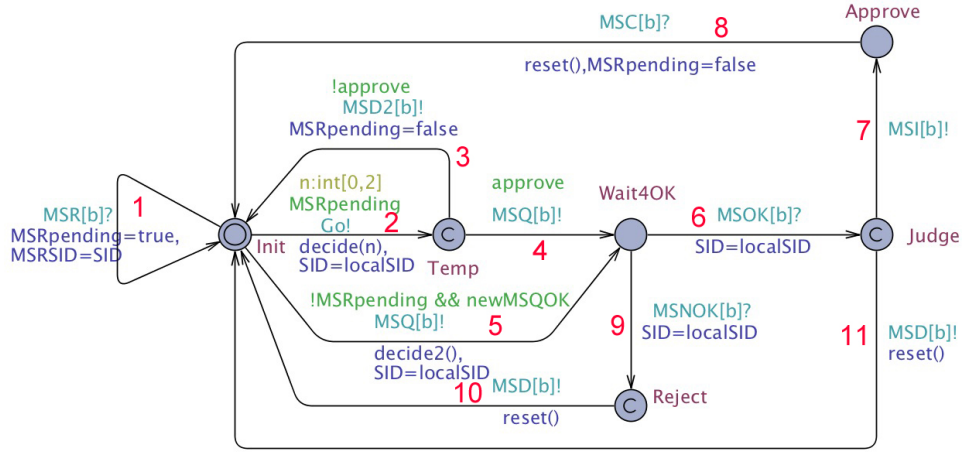 Approve
MSC[b]? 8
reset(),MSRpending=false
!approve
MSD2[b]!
MSRpending=false
3
7 MSI[b]!
n:int[0,2]
MSRpending
Go! 2
decide(n),
SID=localSID
approve
MSQ[b]!
4
Wait4OK
6 MSOK[b]?
SID=localSID
1
MSR[b]?
MSRpending=true,
MSRSID=SID
Init
C
Temp
C
Judge
!MSRpending && newMSQOK
MSQ[b]! 5
decide2(),
SID=localSID
9 MSNOK[b]?
SID=localSID
11 MSD[b]!
reset()
10 MSD[b]!
reset()
C
Reject